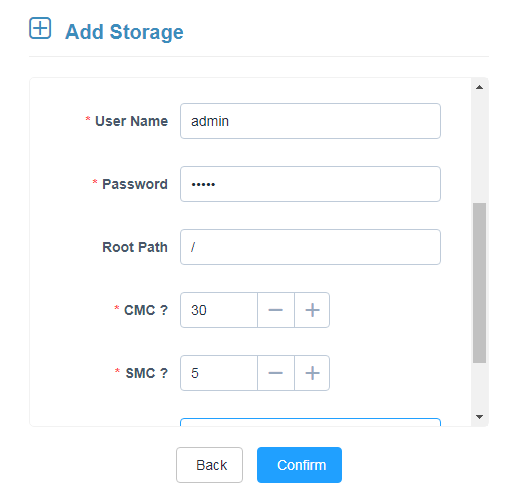 Add Storage
* User Name admin
* Password •••••
Root Path /
* CMC ? 30
* SMC ? 5
Back Confirm